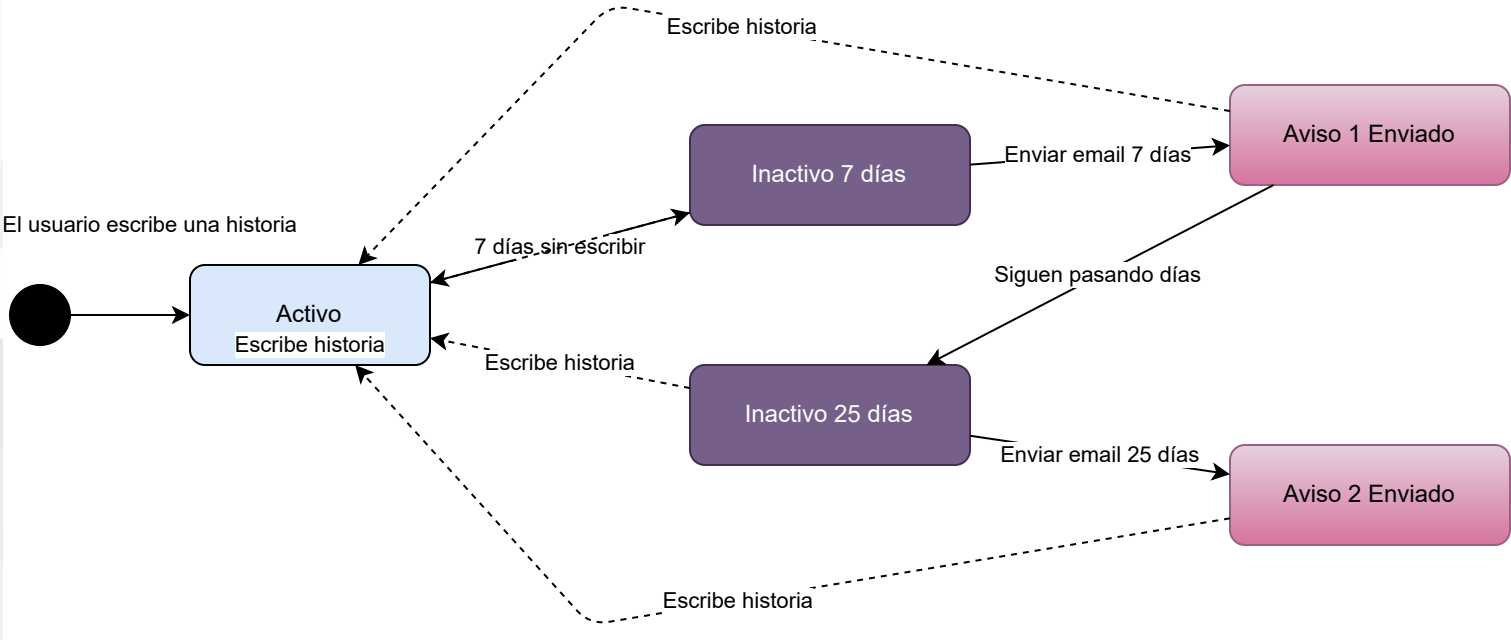 Escribe historia
Aviso 1 Enviado
Enviar email 7 días
Inactivo 7 días
El usuario escribe una historia
7 días sin escribir
Siguen pasando días
Activo
Escribe historia
Escribe historia
Inactivo 25 días
Enviar email 25 días
Aviso 2 Enviado
Escribe historia